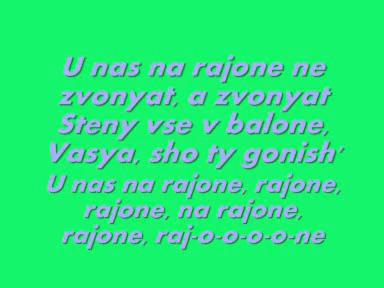 U nas na rajone ne
zvonyat, a zvonyat
Steny vse v balone,
Vasya, sho ty gonish'
U nas na rajone, rajone,
rajone, na rajone,
rajone, raj-o-o-o-o-ne